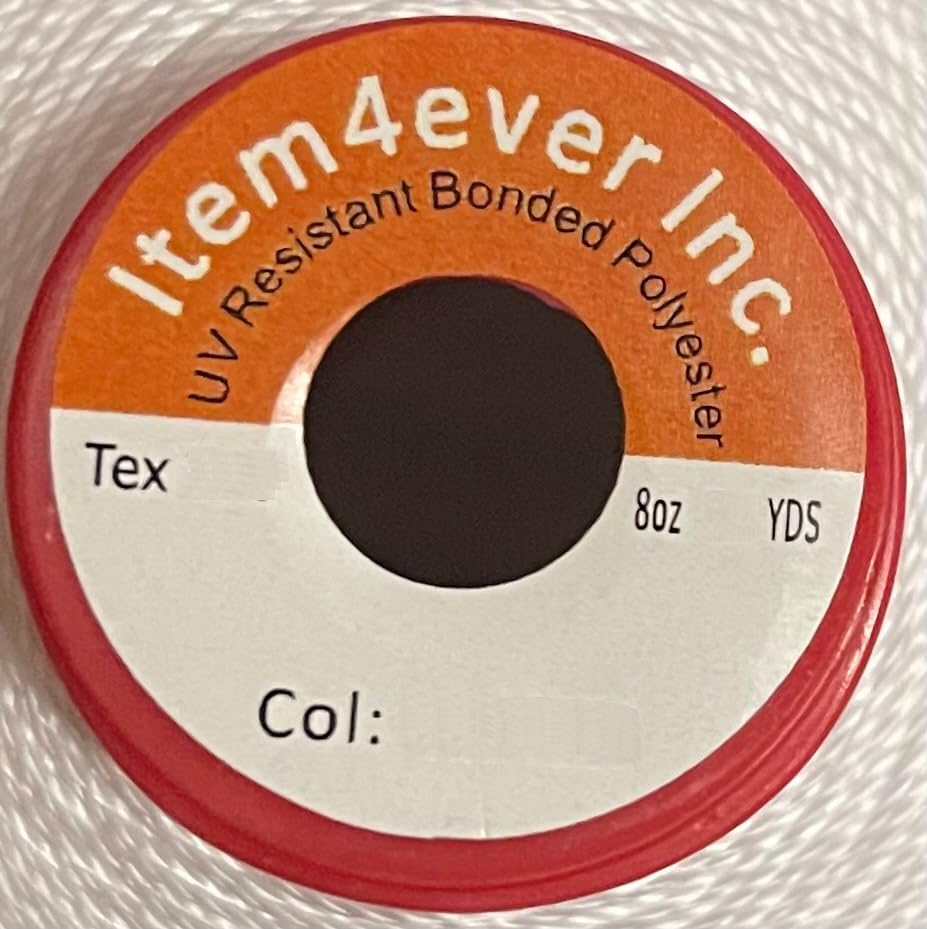 Item4ever Inc.
UV Resistant Bonded Polyester
Tex
8oz YDS
Col: